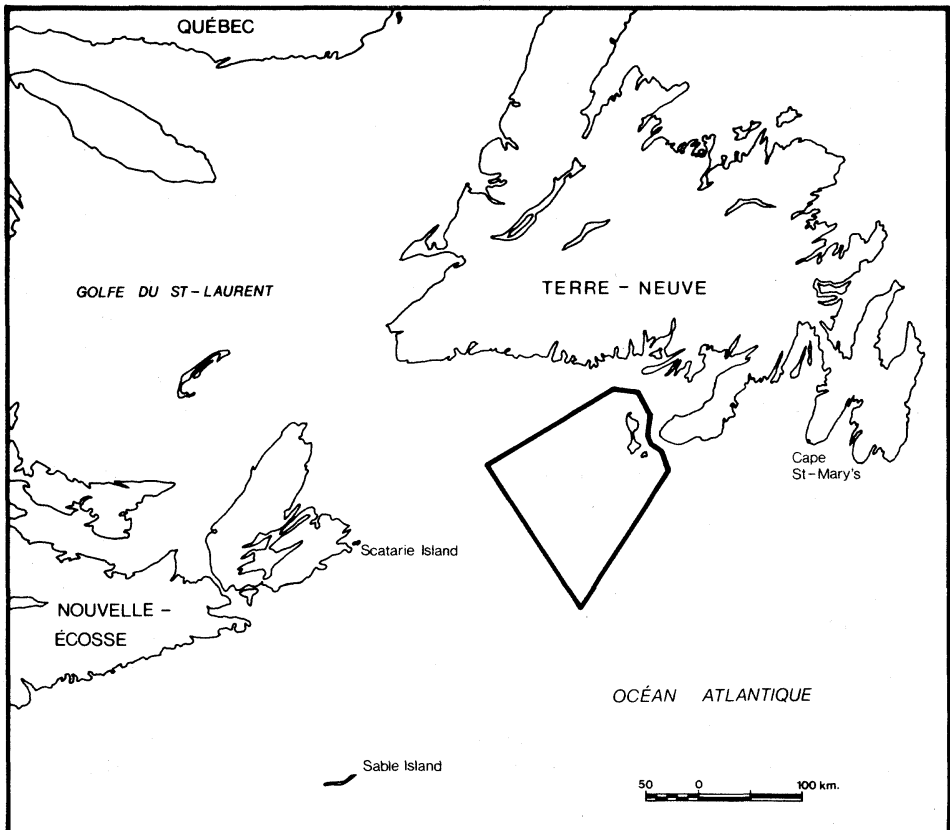 QUÉBEC
GOLFE DU ST-LAURENT
TERRE - NEUVE
Cape
St-Mary's
Scatarie Island
NOUVELLE -
ÉCOSSE
OCÉAN ATLANTIQUE
Sable Island
50 0 100 km.